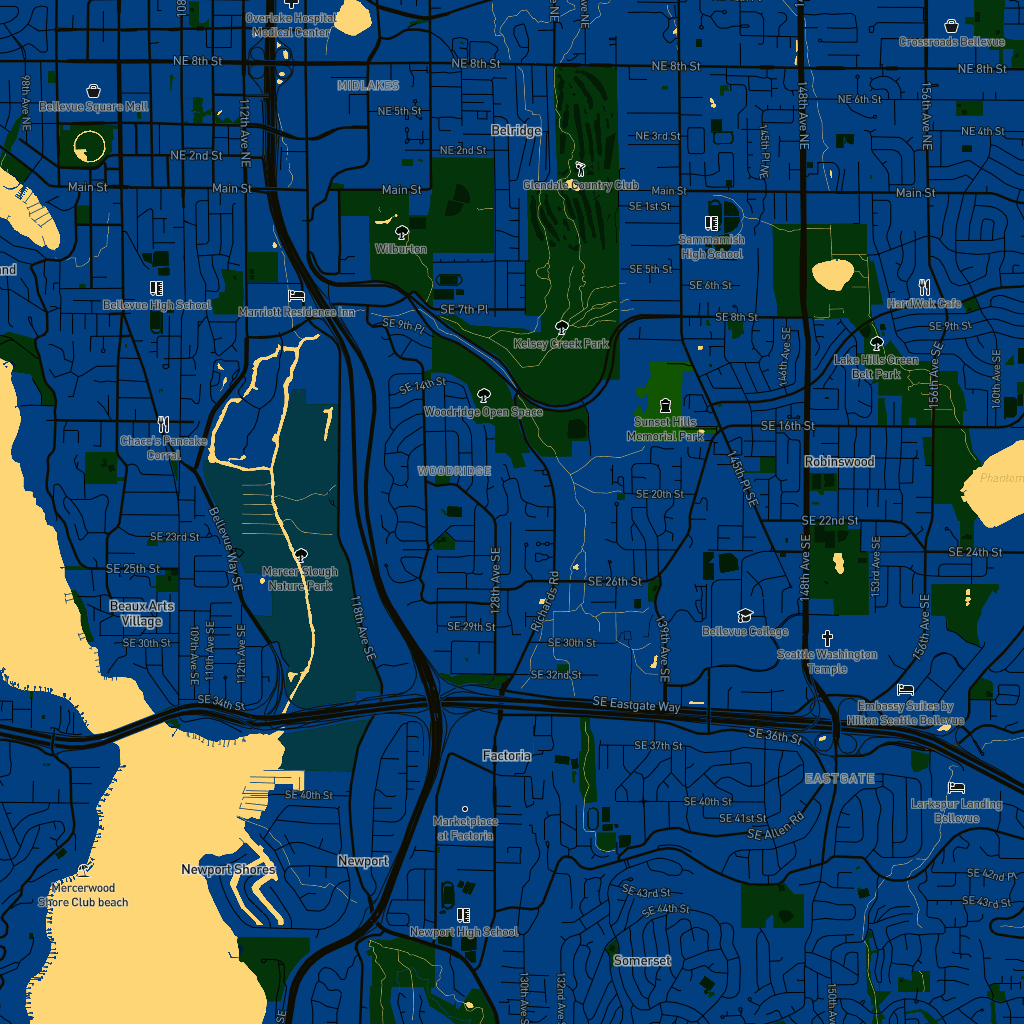 108
Overlake Hospital
Medical Center
NE
Ave NE
Crossroads Bellevue
NE 8th St
NE 8th St
NE 8th St
NE 8th St
MIDLAKES
98th Ave NE
Bellevue Square Mall
112th Ave NE
NE 5th St
148th Ave NE
NE 6th St
156th Ave NE
Belridge
NE 3rd St
145th Pl NE
NE 4th St
NE 2nd St
NE 2nd St
Main St
Main St
Main St
Glendale Country Club
Main St
Main St
SE 1st St
Sammamish
High School
Wilburton
and
SE 5th St
SE 6th St
Bellevue High School
Marriott Residence Inn
SE 7th Pl
HardWok Cafe
SE 8th St
SE 9th Pl
SE 9th St
Kelsey Creek Park
146th Ave SE
Lake Hills Green
Belt Park
156th Ave SE
160th Ave SE
SE 14th St
Woodridge Open Space
Sunset Hills
Memorial Park
SE 16th St
Chace's Pancake
Corral
145th Pl SE
Robinswood
WOODRIDGE
Phantom
SE 20th St
Bellevue Way SE
SE 22nd St
SE 23rd St
148th Ave SE
153rd Ave SE
SE 24th St
SE 25th St
Mercer Slough
Nature Park
128th Ave SE
Richards Rd
SE 26th St
Beaux Arts
Village
118th Ave SE
139th Ave SE
Bellevue College
156th Ave SE
SE 29th St
109th Ave SE
110th Ave SE
112th Ave SE
SE 30th St
SE 30th St
Seattle Washington
Temple
SE 32nd St
SE 34th St
SE Eastgate Way
Embassy Suites by
Hilton Seattle Bellevue
SE 36th St
SE 37th St
Factoria
EASTGATE
SE 40th St
SE 40th St
Larkspur Landing
Bellevue
Marketplace
at Factoria
SE 41st St
SE Allen Rd
Newport
Newport Shores
Mercerwood
Shore Club beach
SE 42nd Pl
SE 43rd St
SE 43rd St
SE 44th St
Newport High School
Somerset
130th Ave S
132nd Ave S
150th Ave
SE